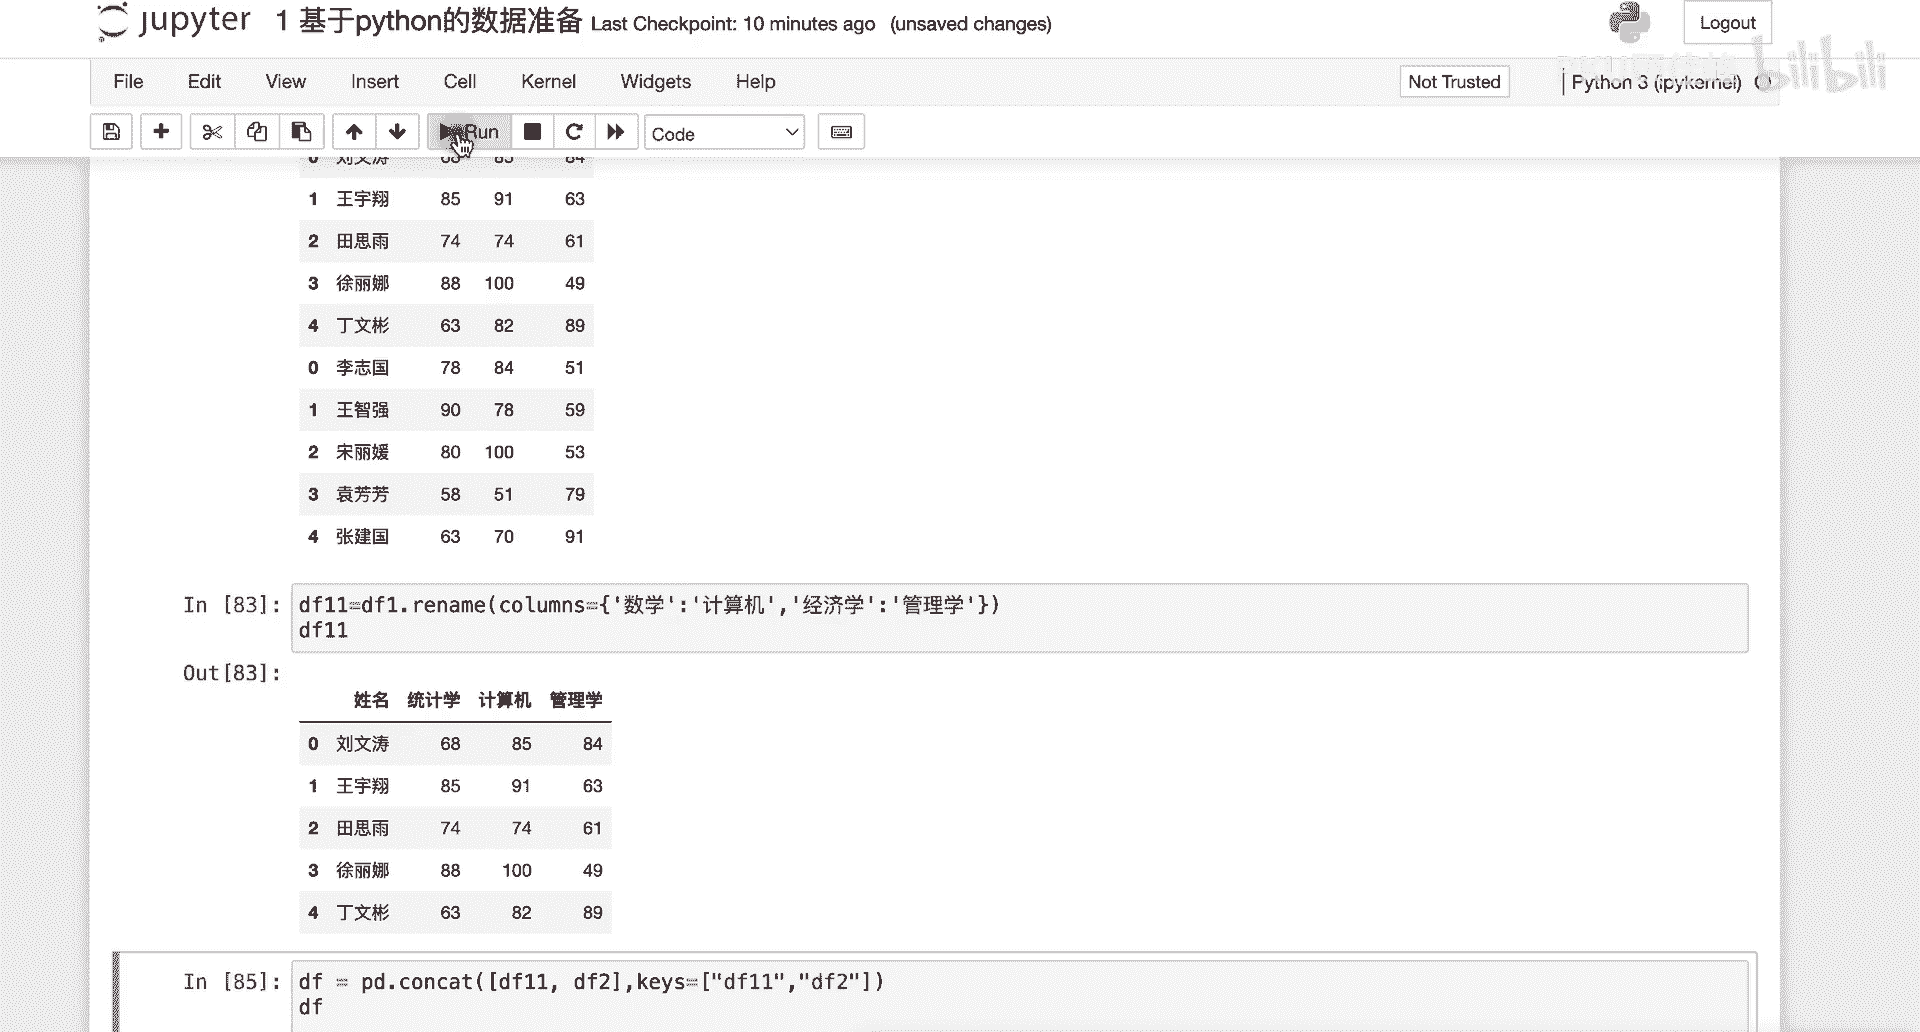 jupyter 1 基于python的数据准备 Last Checkpoint: 10 minutes ago (unsaved changes) Logout
bilibili
File Edit View Insert Cell Kernel Widgets Help Not Trusted Python 3 (ipykernel)
Run Code
0 刘文涛 68 85 84
1 王宇翔 85 91 63
2 田思雨 74 74 61
3 徐丽娜 88 100 49
4 丁文彬 63 82 89
0 李志国 78 84 51
1 王智强 90 78 59
2 宋丽媛 80 100 53
3 袁芳芳 58 51 79
4 张建国 63 70 91
In [83]: df11=df1.rename(columns={'数学':'计算机','经济学':'管理学'})
df11
Out[83]:
姓名 统计学 计算机 管理学
0 刘文涛 68 85 84
1 王宇翔 85 91 63
2 田思雨 74 74 61
3 徐丽娜 88 100 49
4 丁文彬 63 82 89
In [85]: df = pd.concat([df11, df2],keys=["df11","df2"])
df